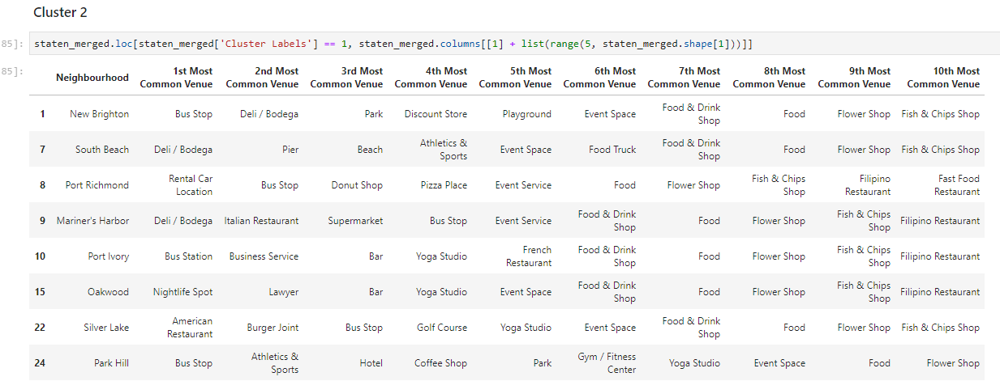 Cluster 2
85]: staten_merged.loc[staten_merged['Cluster Labels'] == 1, staten_merged.columns[[1] + list(range(5, staten_merged.shape[1]))]]
85]:
Neighbourhood 1st Most Common Venue 2nd Most Common Venue 3rd Most Common Venue 4th Most Common Venue 5th Most Common Venue 6th Most Common Venue 7th Most Common Venue 8th Most Common Venue 9th Most Common Venue 10th Most Common Venue
1 New Brighton Bus Stop Deli / Bodega Park Discount Store Playground Event Space Food & Drink Shop Food Flower Shop Fish & Chips Shop
7 South Beach Deli / Bodega Pier Beach Athletics & Sports Event Space Food Truck Food & Drink Shop Food Flower Shop Fish & Chips Shop
8 Port Richmond Rental Car Location Bus Stop Donut Shop Pizza Place Event Service Food Flower Shop Fish & Chips Shop Filipino Restaurant Fast Food Restaurant
9 Mariner's Harbor Deli / Bodega Italian Restaurant Supermarket Bus Stop Event Service Food & Drink Shop Food Flower Shop Fish & Chips Shop Filipino Restaurant
10 Port Ivory Bus Station Business Service Bar Yoga Studio French Restaurant Food & Drink Shop Food Flower Shop Fish & Chips Shop Filipino Restaurant
15 Oakwood Nightlife Spot Lawyer Bar Yoga Studio Event Space Food & Drink Shop Food Flower Shop Fish & Chips Shop Filipino Restaurant
22 Silver Lake American Restaurant Burger Joint Bus Stop Golf Course Yoga Studio Event Space Food & Drink Shop Food Flower Shop Fish & Chips Shop
24 Park Hill Bus Stop Athletics & Sports Hotel Coffee Shop Park Gym / Fitness Center Yoga Studio Event Space Food Flower Shop